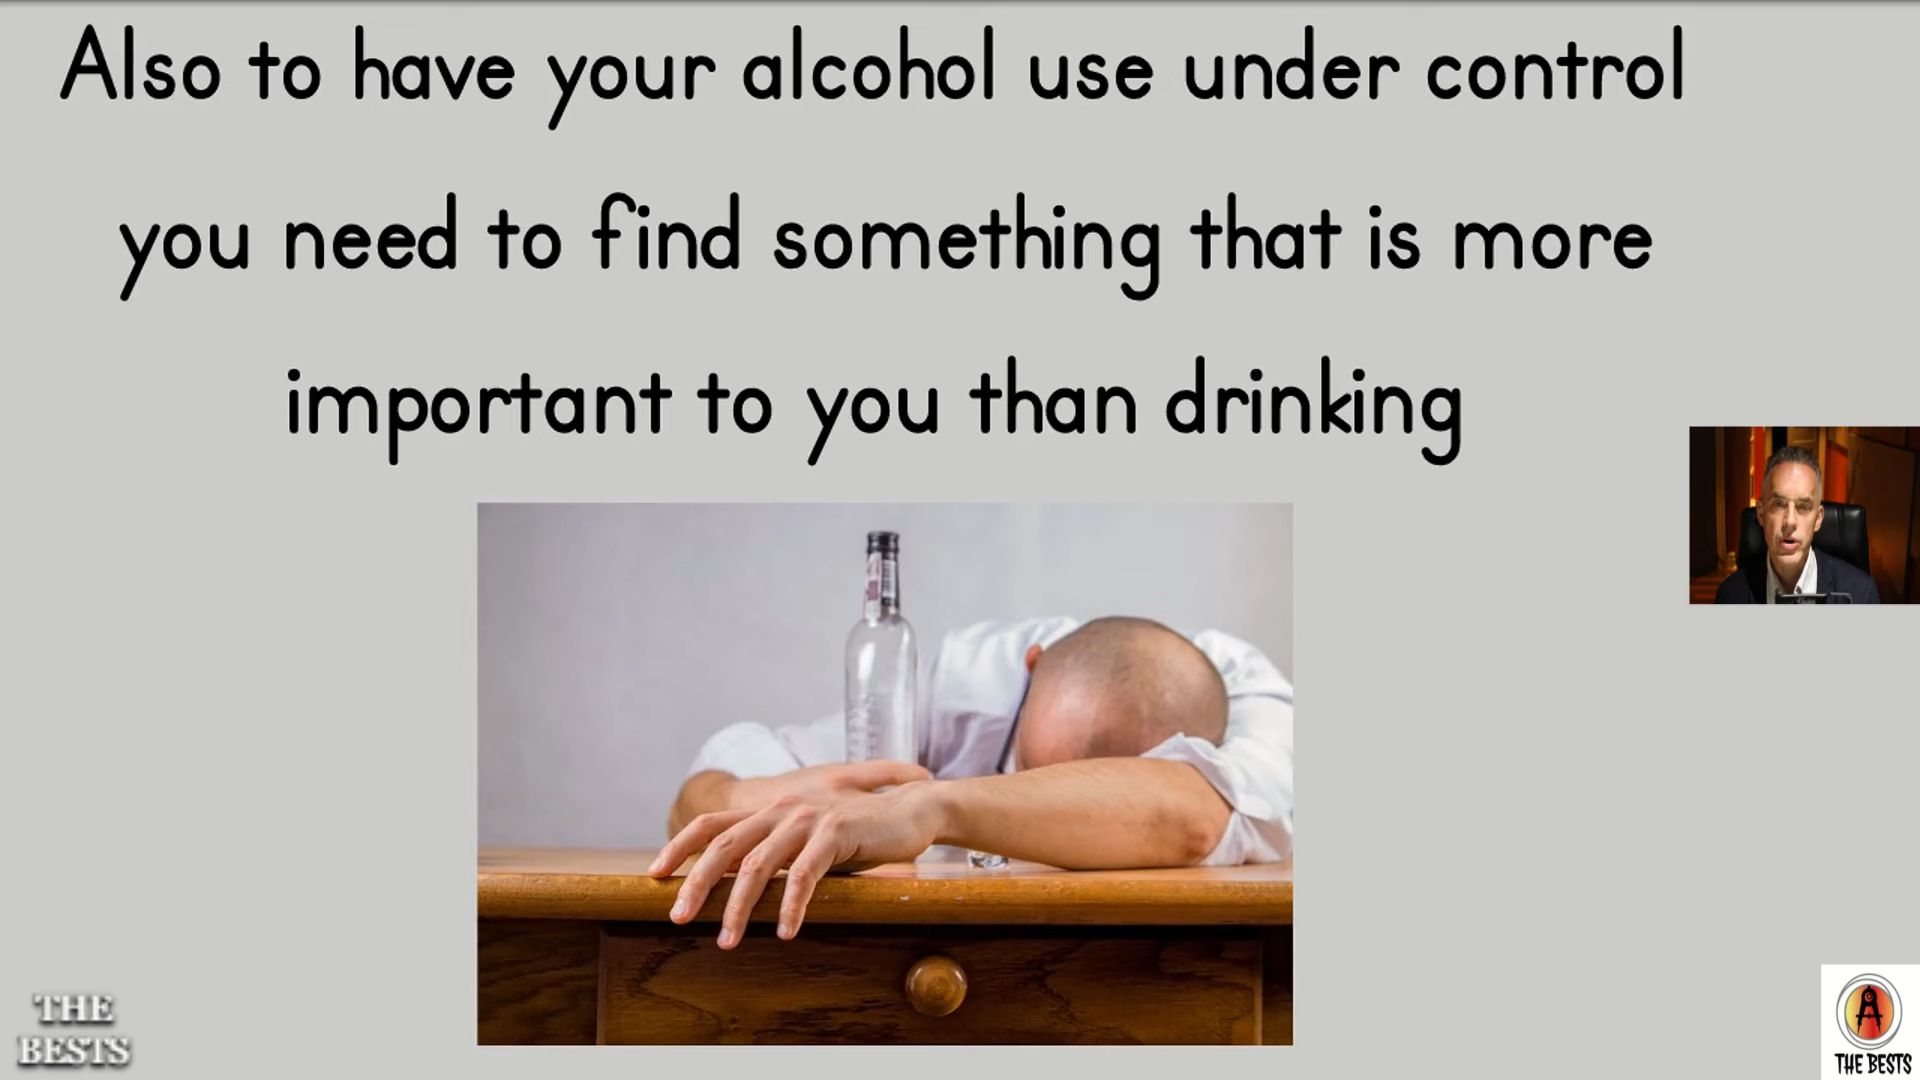 Also to have your alcohol use under control
you need to find something that is more
important to you than drinking
THE
BESTS
THE BESTS